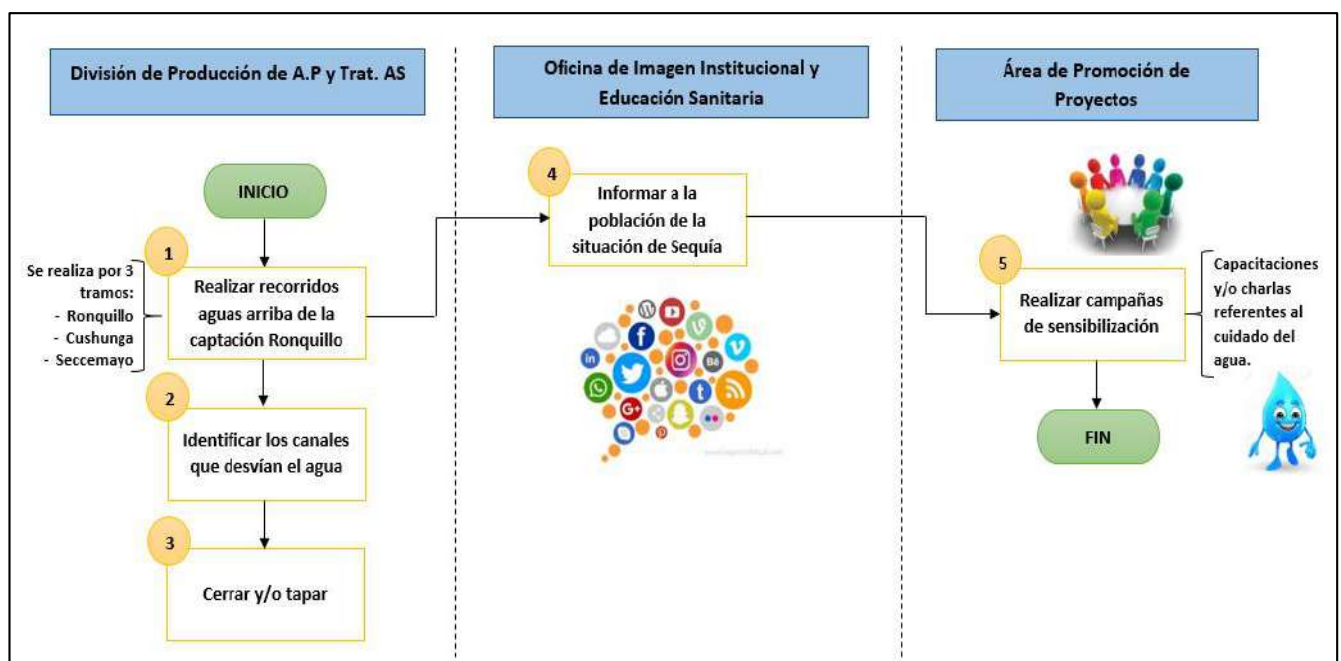 División de Producción de A.P y Trat. AS
Oficina de Imagen Institucional y
Educación Sanitaria
Área de Promoción de
Proyectos
INICIO
1
Se realiza por 3
tramos:
- Ronquillo
- Cushunga
- Seccemayo
Realizar recorridos
aguas arriba de la
captación Ronquillo
2
Identificar los canales
que desvían el agua
3
Cerrar y/o tapar
4
Informar a la
población de la
situación de Sequía
5
Realizar campañas
de sensibilización
Capacitaciones
y/o charlas
referentes al
cuidado del
agua.
FIN